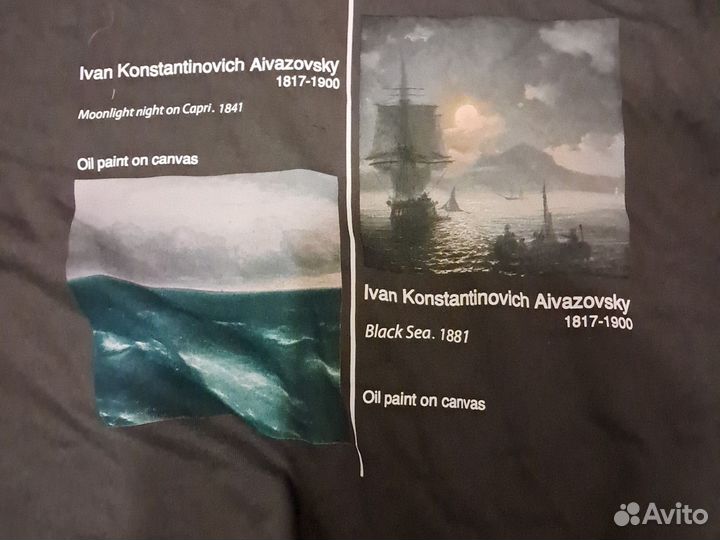 Ivan Konstantinovich Aivazovsky
1817-1900
Moonlight night on Capri. 1841
Oil paint on canvas
Ivan Konstantinovich Aivazovsky
1817-1900
Black Sea. 1881
Oil paint on canvas
Avito